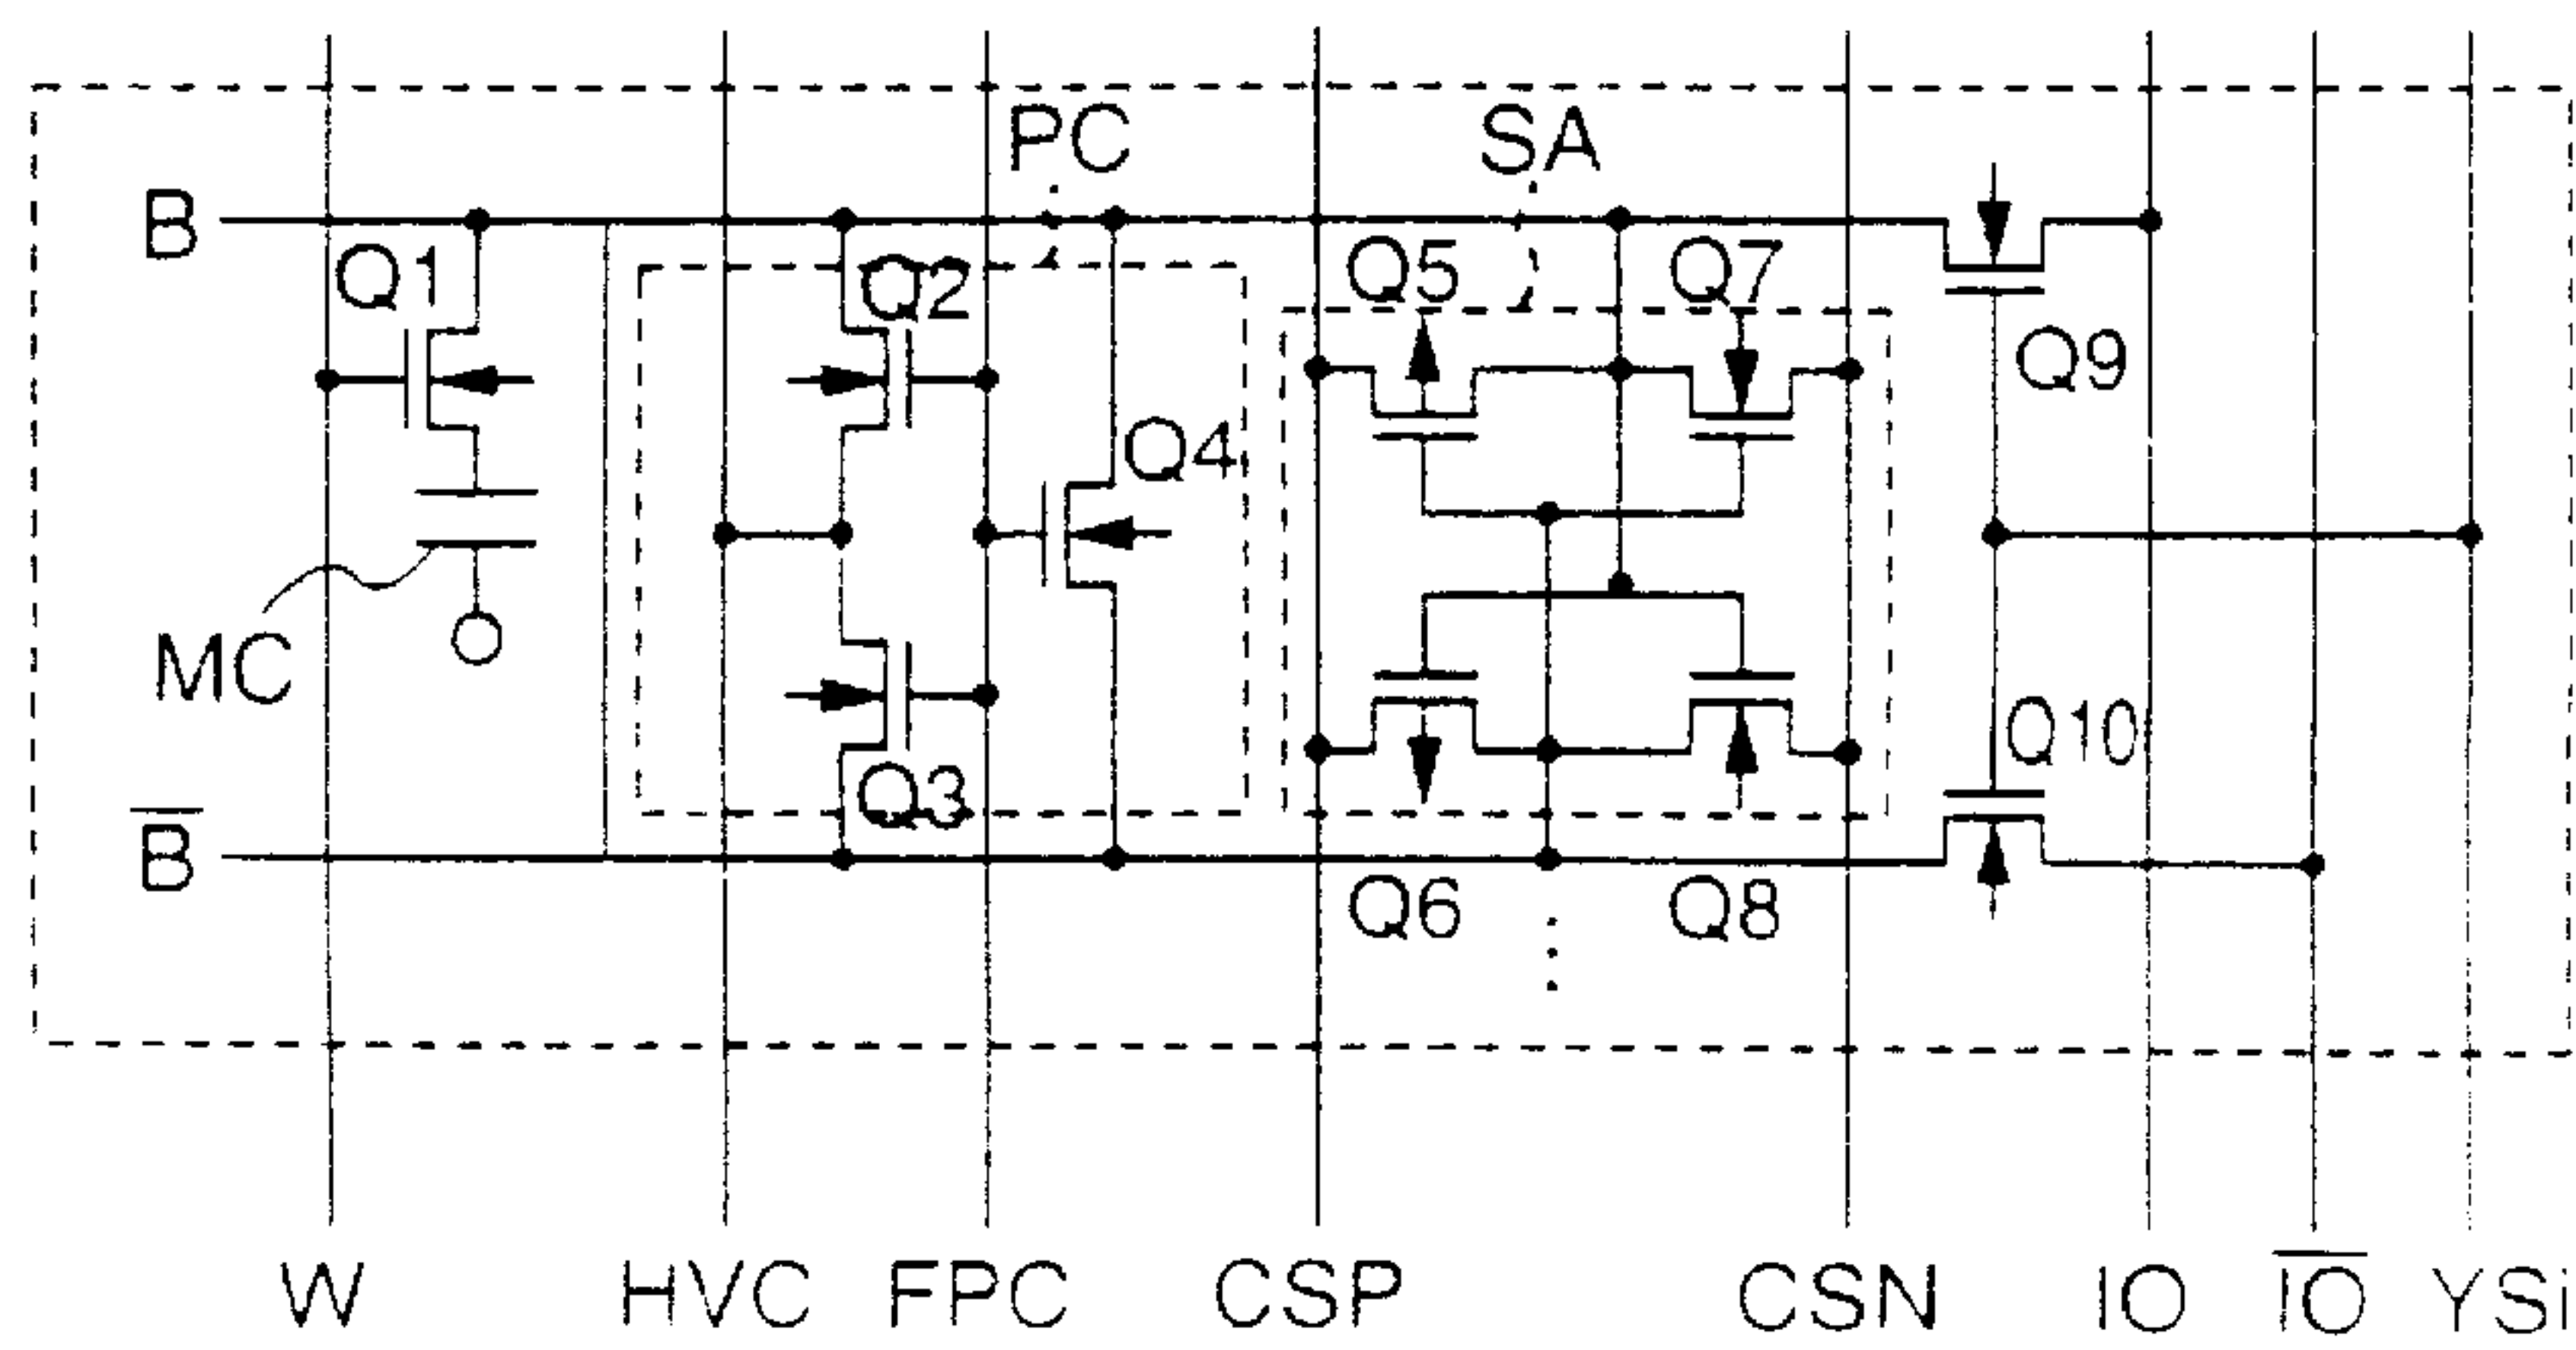 PC SA
B
Q1 Q2 Q5 Q7
Q9
Q4
MC
Q10
Q3
B̅
Q6 Q8
W HVC FPC CSP CSN IO I̅O̅ YSi